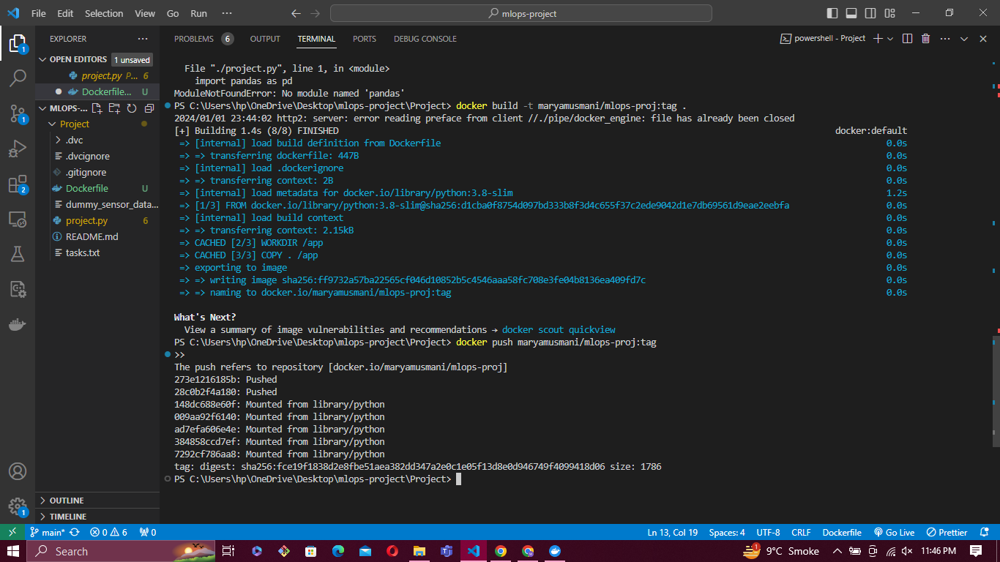 File Edit Selection View Go Run ··· mlops-project
EXPLORER ···
OPEN EDITORS 1 unsaved
project.py P... 6
Dockerfile... U
MLOPS-...
Project
.dvc
.dvcignore
.gitignore
Dockerfile U
dummy_sensor_data...
project.py 6
README.md
tasks.txt
OUTLINE
TIMELINE
PROBLEMS 6 OUTPUT TERMINAL PORTS DEBUG CONSOLE powershell - Project
File "./project.py", line 1, in <module>
import pandas as pd
ModuleNotFoundError: No module named 'pandas'
PS C:\Users\hp\OneDrive\Desktop\mlops-project\Project> docker build -t maryamusmani/mlops-proj:tag .
2024/01/01 23:44:02 http2: server: error reading preface from client //./pipe/docker_engine: file has already been closed
[+] Building 1.4s (8/8) FINISHED docker:default
=> [internal] load build definition from Dockerfile 0.0s
=> => transferring dockerfile: 447B 0.0s
=> [internal] load .dockerignore 0.0s
=> => transferring context: 2B 0.0s
=> [internal] load metadata for docker.io/library/python:3.8-slim 1.2s
=> [1/3] FROM docker.io/library/python:3.8-slim@sha256:d1cba0f8754d097bd333b8f3d4c655f37c2ede9042d1e7db69561d9eae2eebfa 0.0s
=> [internal] load build context 0.0s
=> => transferring context: 2.15kB 0.0s
=> CACHED [2/3] WORKDIR /app 0.0s
=> CACHED [3/3] COPY . /app 0.0s
=> exporting to image 0.0s
=> => writing image sha256:ff9732a57ba22565cf046d10852b5c4546aaa58fc708e3fe04b8136ea409fd7c 0.0s
=> => naming to docker.io/maryamusmani/mlops-proj:tag 0.0s
What's Next?
View a summary of image vulnerabilities and recommendations → docker scout quickview
PS C:\Users\hp\OneDrive\Desktop\mlops-project\Project> docker push maryamusmani/mlops-proj:tag
>>
The push refers to repository [docker.io/maryamusmani/mlops-proj]
273e1216185b: Pushed
28c0b2f4a180: Pushed
148dc688e60f: Mounted from library/python
009aa92f6140: Mounted from library/python
ad7efa606e4e: Mounted from library/python
384858ccd7ef: Mounted from library/python
7292cf786aa8: Mounted from library/python
tag: digest: sha256:fce19f1838d2e8fbe51aea382dd347a2e0c1e05f13d8e0d946749f4099418d06 size: 1786
PS C:\Users\hp\OneDrive\Desktop\mlops-project\Project>
main* 0 6 0 Ln 13, Col 19 Spaces: 4 UTF-8 CRLF Dockerfile Go Live Prettier
Search 1 9°C Smoke 11:46 PM